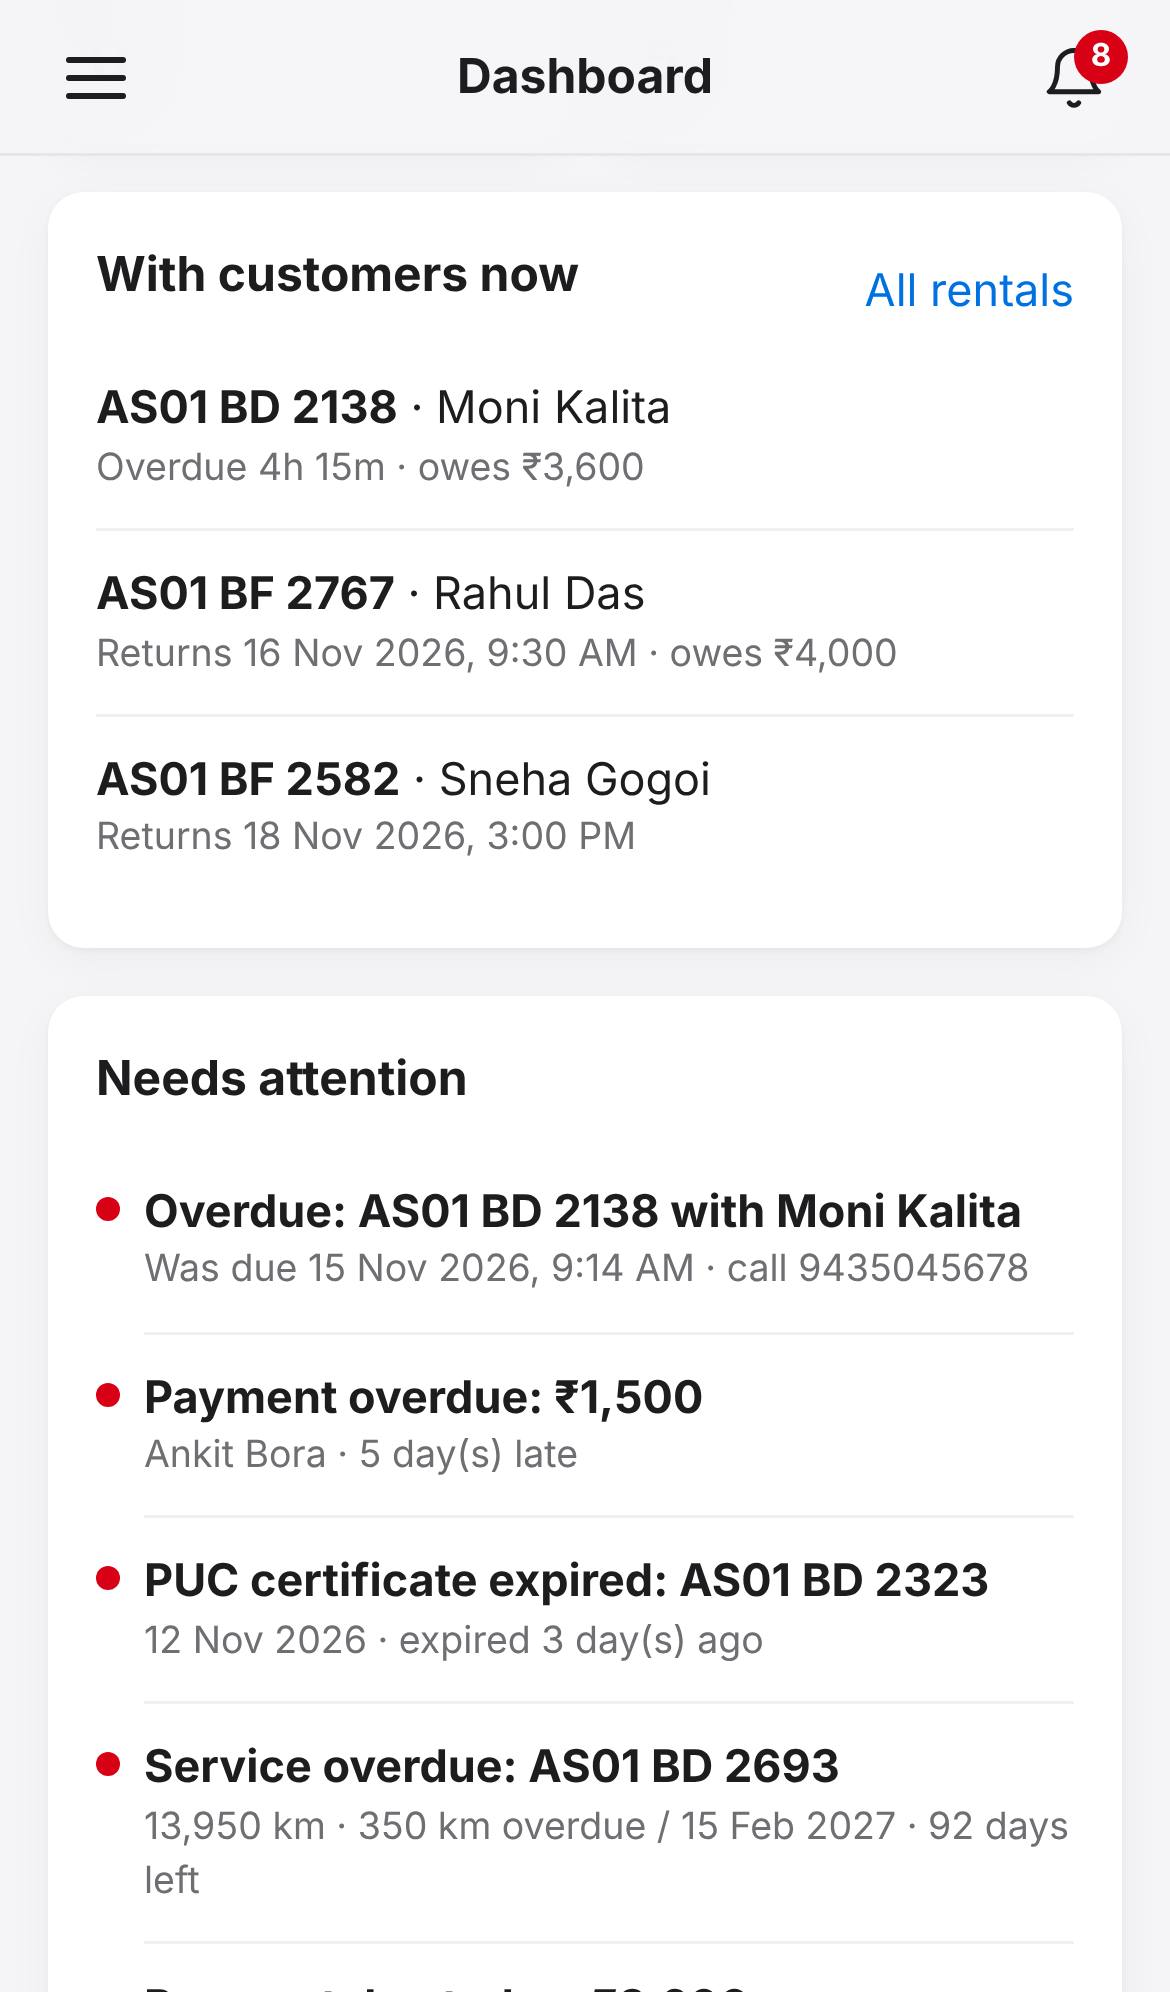 Dashboard
8
With customers now
All rentals
AS01 BD 2138 · Moni Kalita
Overdue 4h 15m · owes ₹3,600
AS01 BF 2767 · Rahul Das
Returns 16 Nov 2026, 9:30 AM · owes ₹4,000
AS01 BF 2582 · Sneha Gogoi
Returns 18 Nov 2026, 3:00 PM
Needs attention
Overdue: AS01 BD 2138 with Moni Kalita
Was due 15 Nov 2026, 9:14 AM · call 9435045678
Payment overdue: ₹1,500
Ankit Bora · 5 day(s) late
PUC certificate expired: AS01 BD 2323
12 Nov 2026 · expired 3 day(s) ago
Service overdue: AS01 BD 2693
13,950 km · 350 km overdue / 15 Feb 2027 · 92 days
left